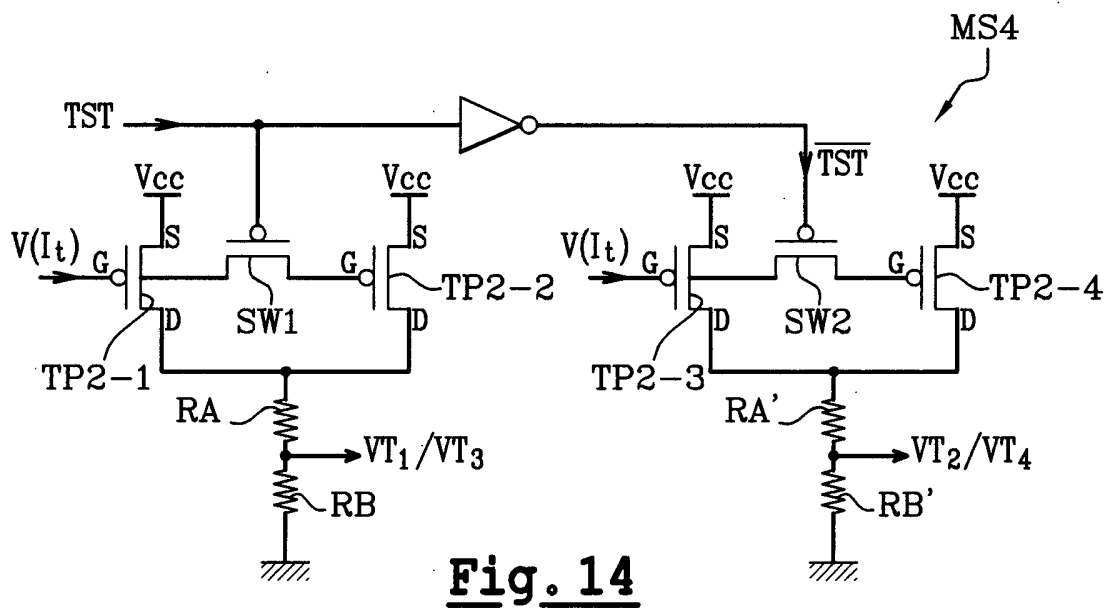 MS4
TST
TST
Vcc
Vcc
Vcc
Vcc
V(It)
G
S
G
S
V(It)
G
S
G
S
TP2-2
TP2-4
SW1
SW2
D
D
D
D
TP2-1
TP2-3
RA
RA'
VT1/VT3
VT2/VT4
RB
RB'
Fig. 14